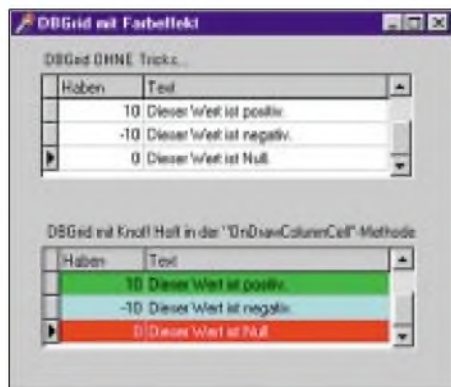 DBGrid mit Farbeffekt
DBGrid OHNE Tricks...
Haben Text
10 Dieser Wert ist positiv.
-10 Dieser Wert ist negativ.
0 Dieser Wert ist Null.
DBGrid mit Knoff Hoff in der "OnDrawColumnCell"-Methode
Haben Text
10 Dieser Wert ist positiv.
-10 Dieser Wert ist negativ.
0 Dieser Wert ist Null.